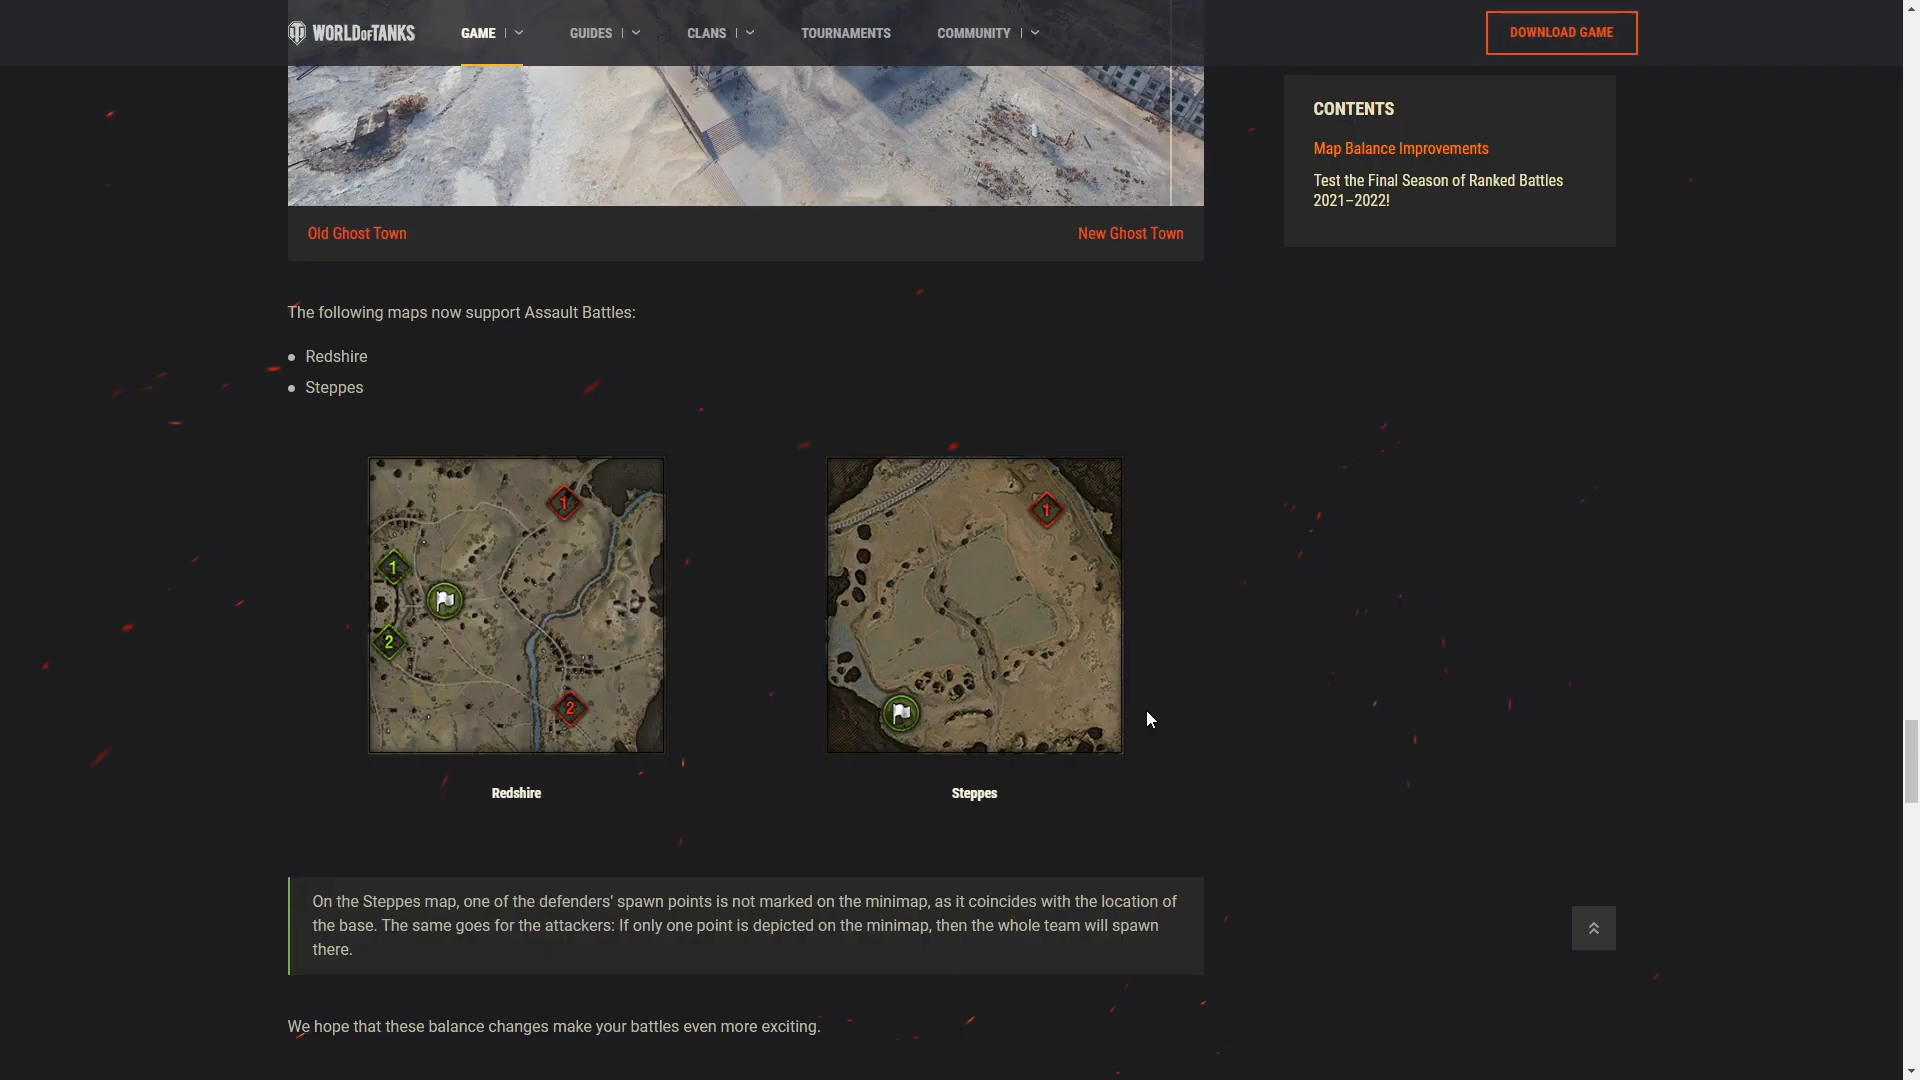 WORLD OF TANKS
GAME
GUIDES
CLANS
TOURNAMENTS
COMMUNITY
DOWNLOAD GAME
CONTENTS
Map Balance Improvements
Test the Final Season of Ranked Battles
2021–2022!
Old Ghost Town
New Ghost Town
The following maps now support Assault Battles:
Redshire
Steppes
1
1
2
2
1
Redshire
Steppes
On the Steppes map, one of the defenders' spawn points is not marked on the minimap, as it coincides with the location of
the base. The same goes for the attackers: If only one point is depicted on the minimap, then the whole team will spawn
there.
We hope that these balance changes make your battles even more exciting.